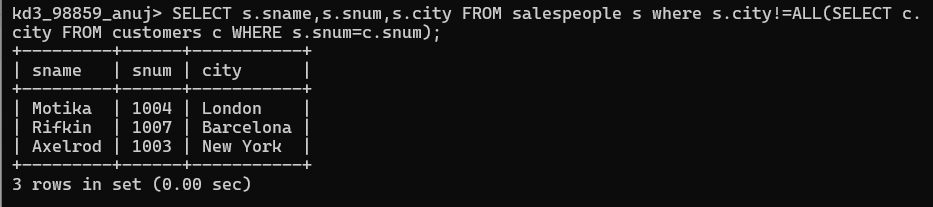 kd3_98859_anuj> SELECT s.sname,s.snum,s.city FROM salespeople s where s.city!=ALL(SELECT c.
city FROM customers c WHERE s.snum=c.snum);
+---------+------+-----------+
| sname   | snum | city      |
+---------+------+-----------+
| Motika  | 1004 | London    |
| Rifkin  | 1007 | Barcelona |
| Axelrod | 1003 | New York  |
+---------+------+-----------+
3 rows in set (0.00 sec)